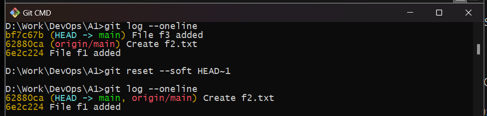 Git CMD
D:\Work\DevOps\A1>git log --oneline
bf7c67b (HEAD -> main) File f3 added
62880ca (origin/main) Create f2.txt
6e2c224 File f1 added
D:\Work\DevOps\A1>git reset --soft HEAD~1
D:\Work\DevOps\A1>git log --oneline
62880ca (HEAD -> main, origin/main) Create f2.txt
6e2c224 File f1 added